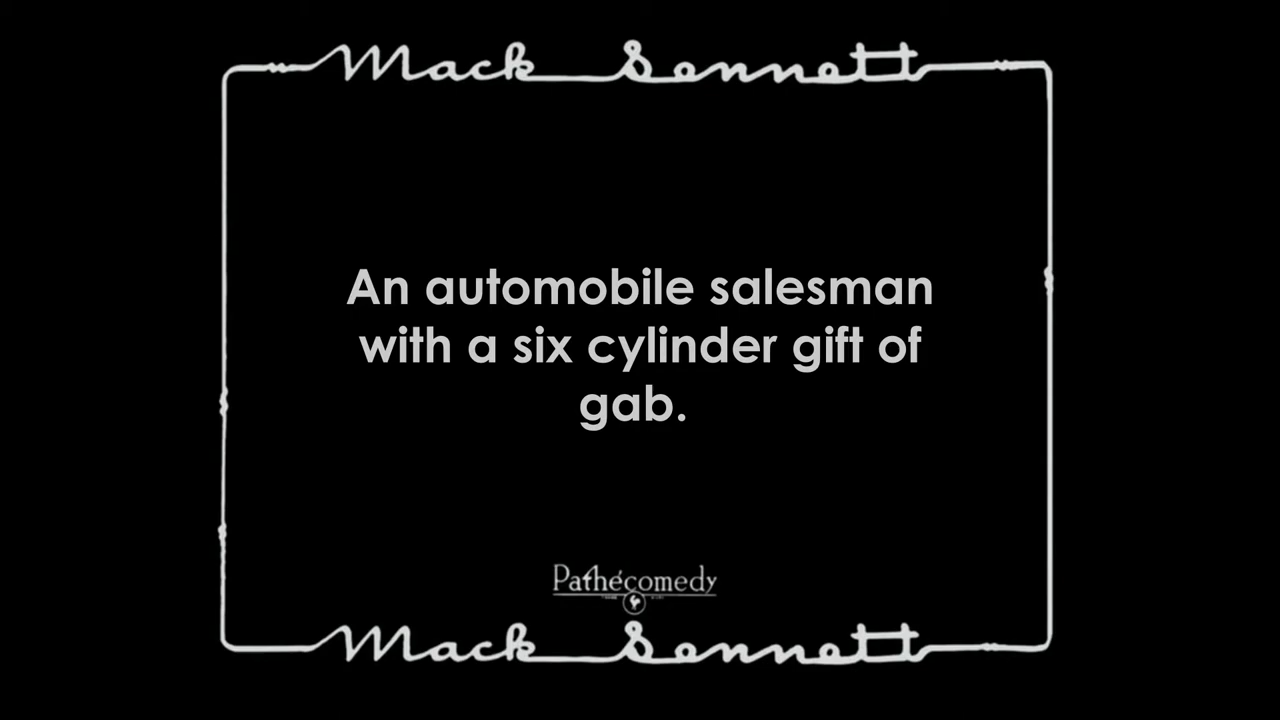 Mack Sennett
An automobile salesman
with a six cylinder gift of
gab.
Pathécomedy
Mack Sennett